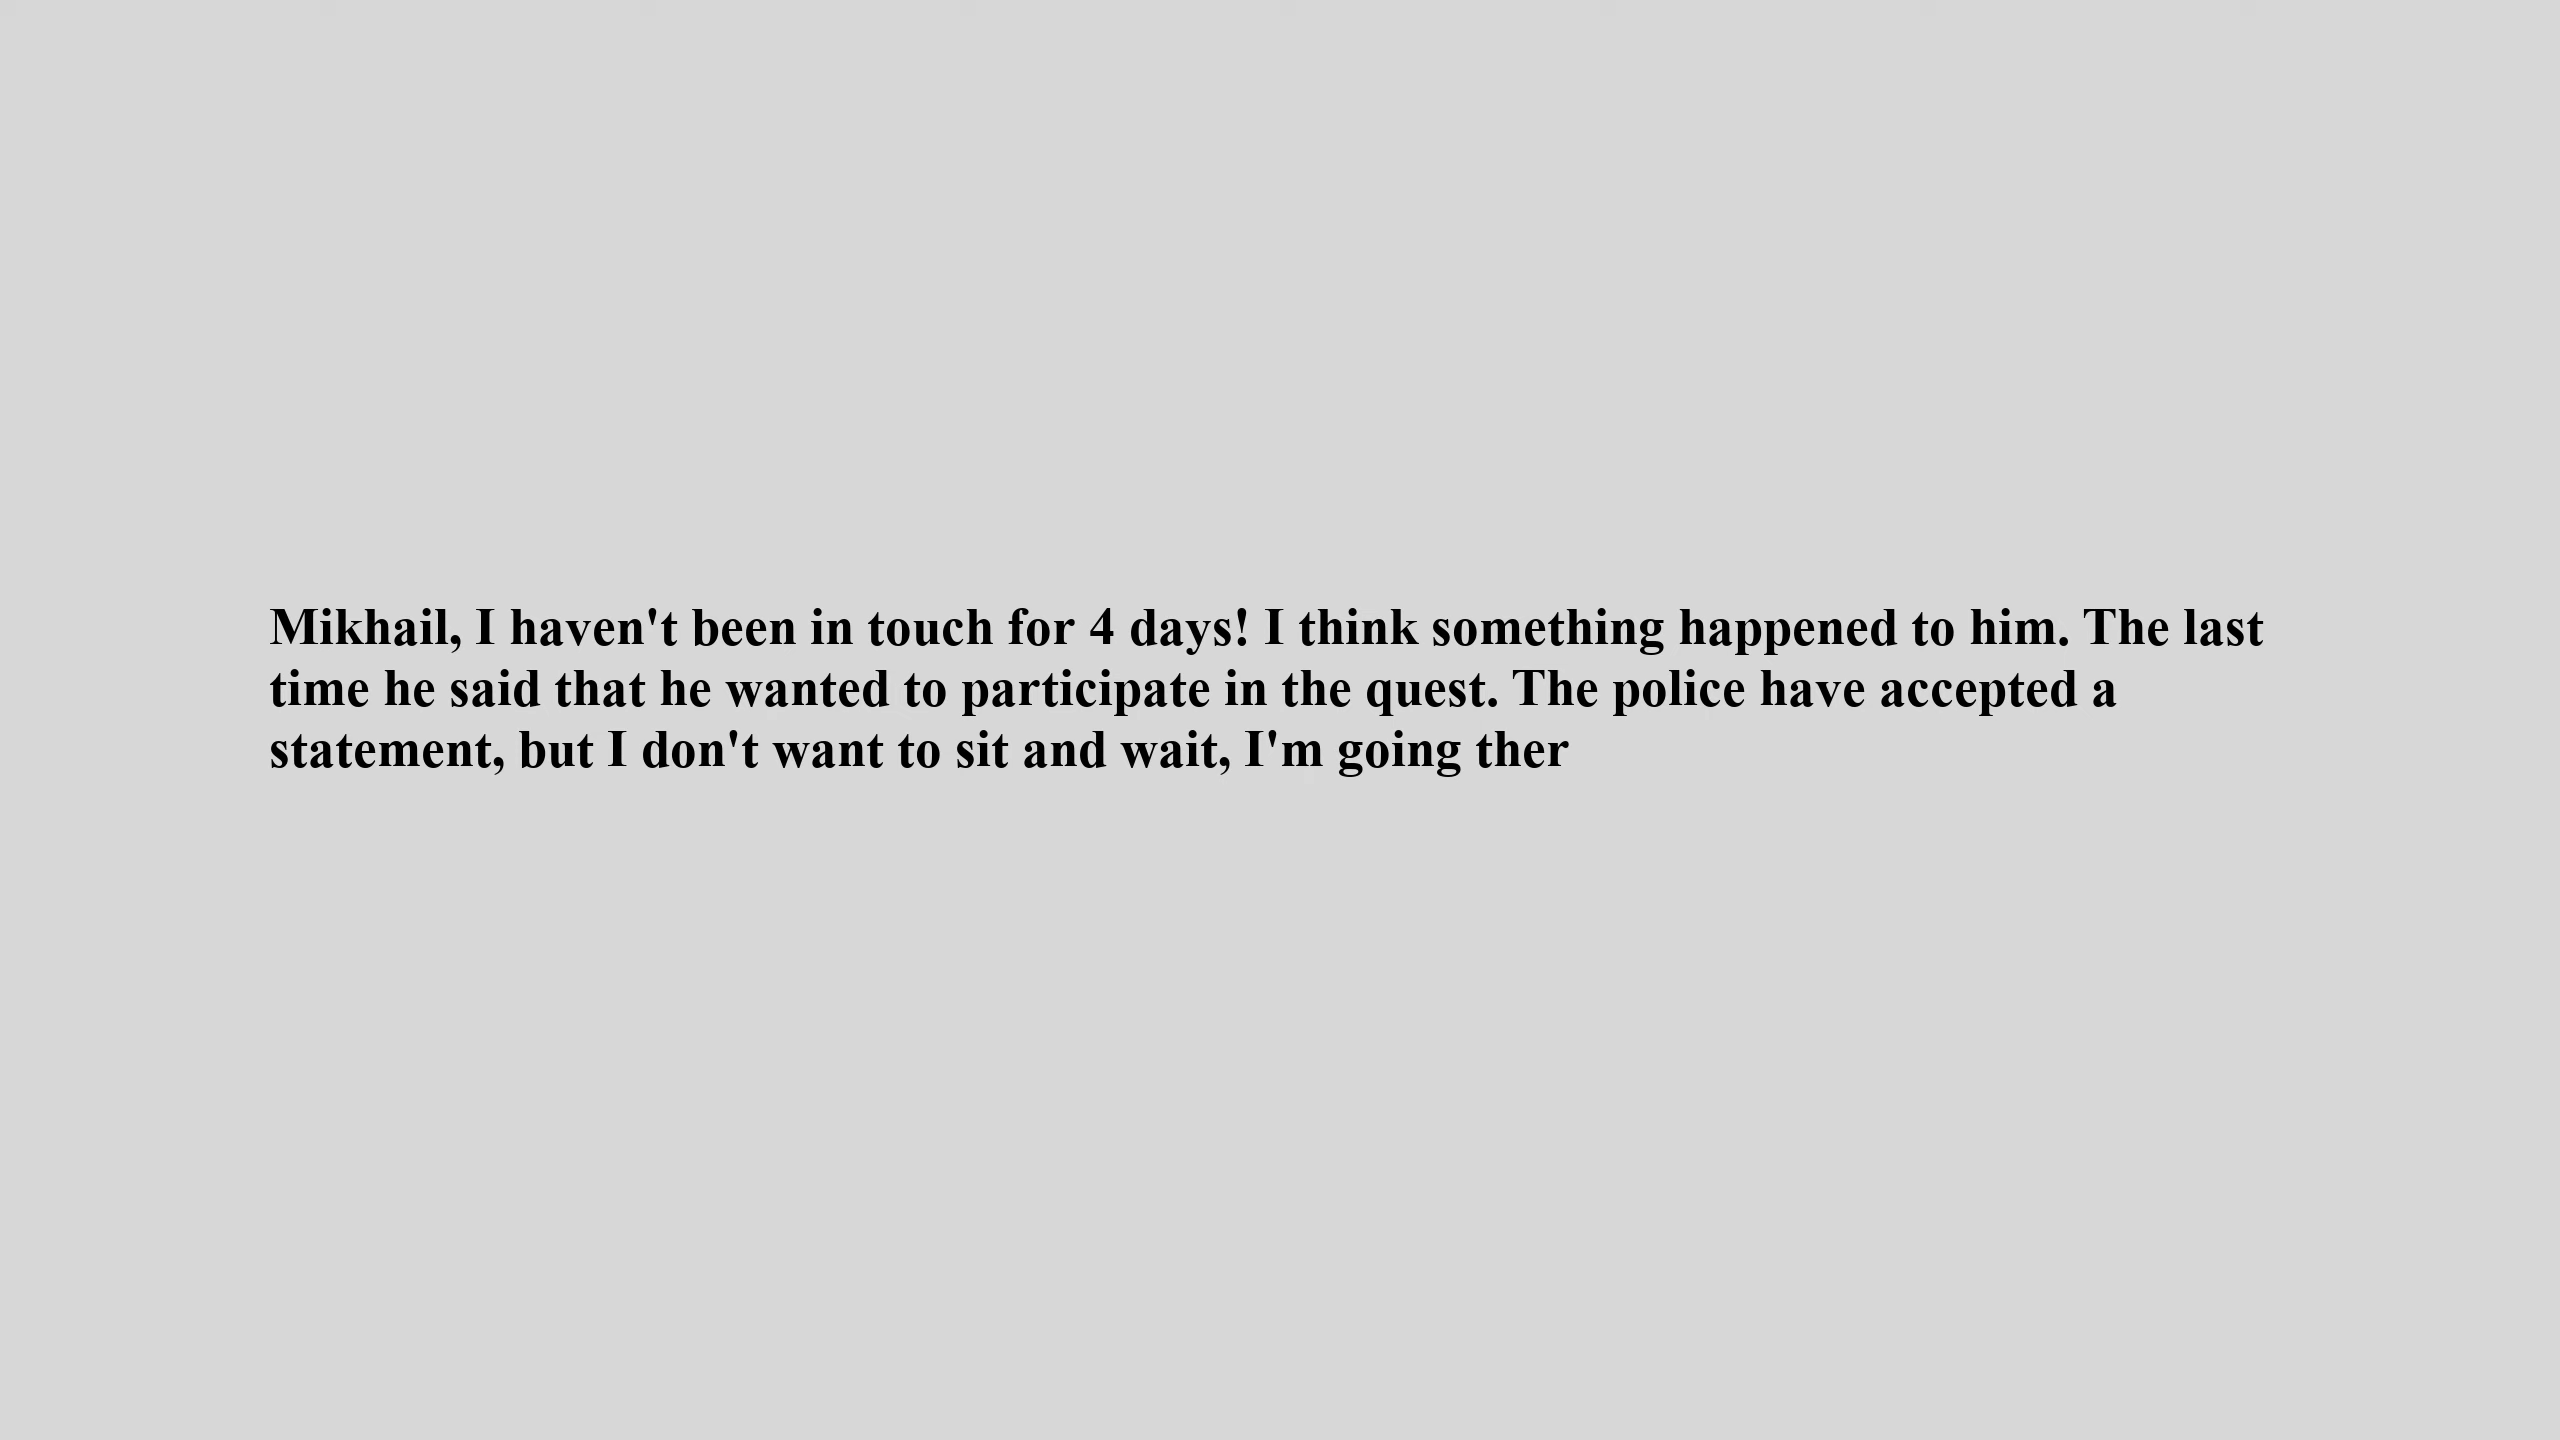 Mikhail, I haven't been in touch for 4 days! I think something happened to him. The last
time he said that he wanted to participate in the quest. The police have accepted a
statement, but I don't want to sit and wait, I'm going ther